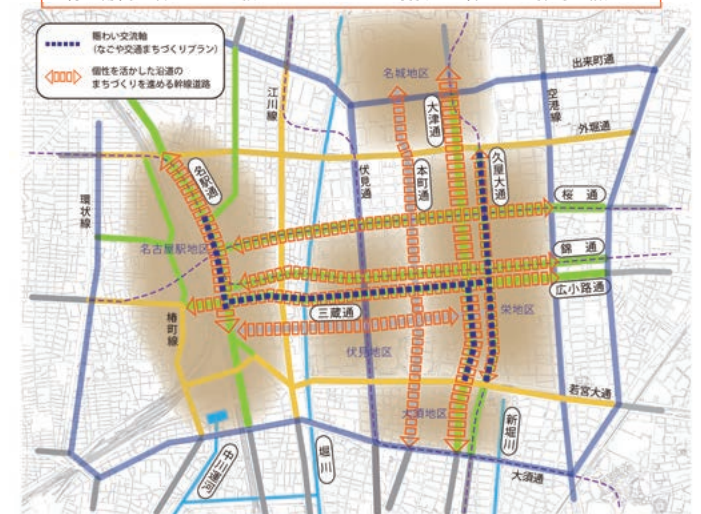 賑わい交流軸
(なごや交通まちづくりプラン)
個性を活かした沿道の
まちづくりを進める幹線道路
名城地区
出来町通
江川線
大津通
空港線
外堀通
名駅通
伏見通
本町通
久屋大通
桜通
環状線
名古屋駅地区
錦通
広小路通
三蔵通
栄地区
椿町線
伏見地区
若宮大通
大須地区
新堀川
中川運河
堀川
大須通